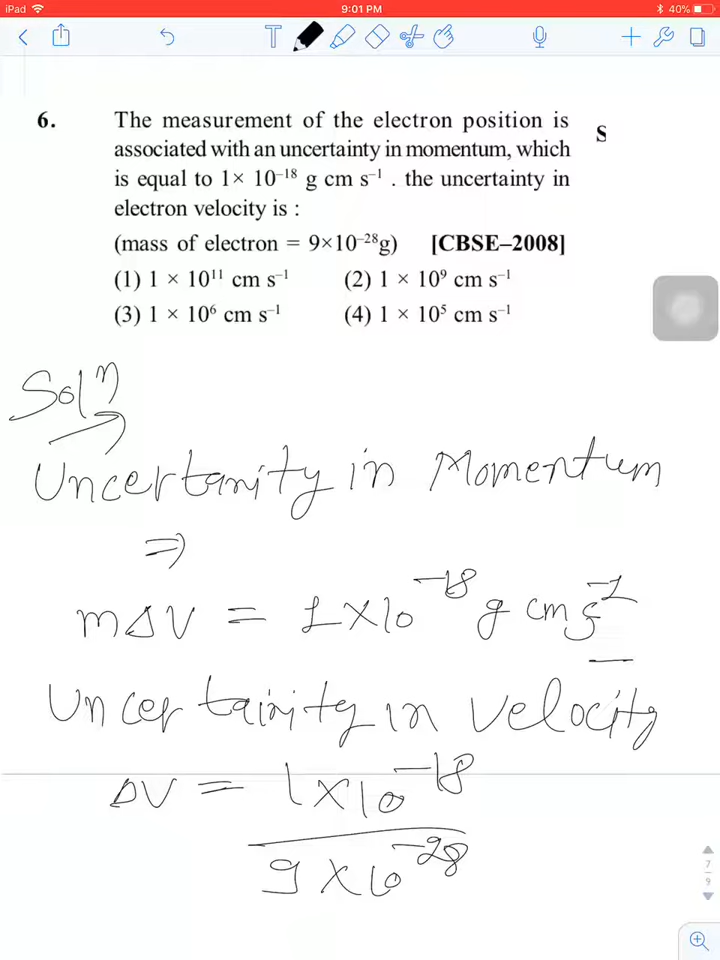 iPad 9:01 PM 40%
T
6. The measurement of the electron position is
associated with an uncertainty in momentum, which
is equal to 1× 10⁻¹⁸ g cm s⁻¹ . the uncertainty in
electron velocity is :
(mass of electron = 9×10⁻²⁸g) [CBSE–2008]
(1) 1 × 10¹¹ cm s⁻¹ (2) 1 × 10⁹ cm s⁻¹
(3) 1 × 10⁶ cm s⁻¹ (4) 1 × 10⁵ cm s⁻¹
S
Solⁿ
Uncertanity in Momentum
⇒
mΔV = 1×10⁻¹⁸ g cm s⁻¹
Uncertainity in velocity
ΔV = 1×10⁻¹⁸
9×10⁻²⁸
7
9